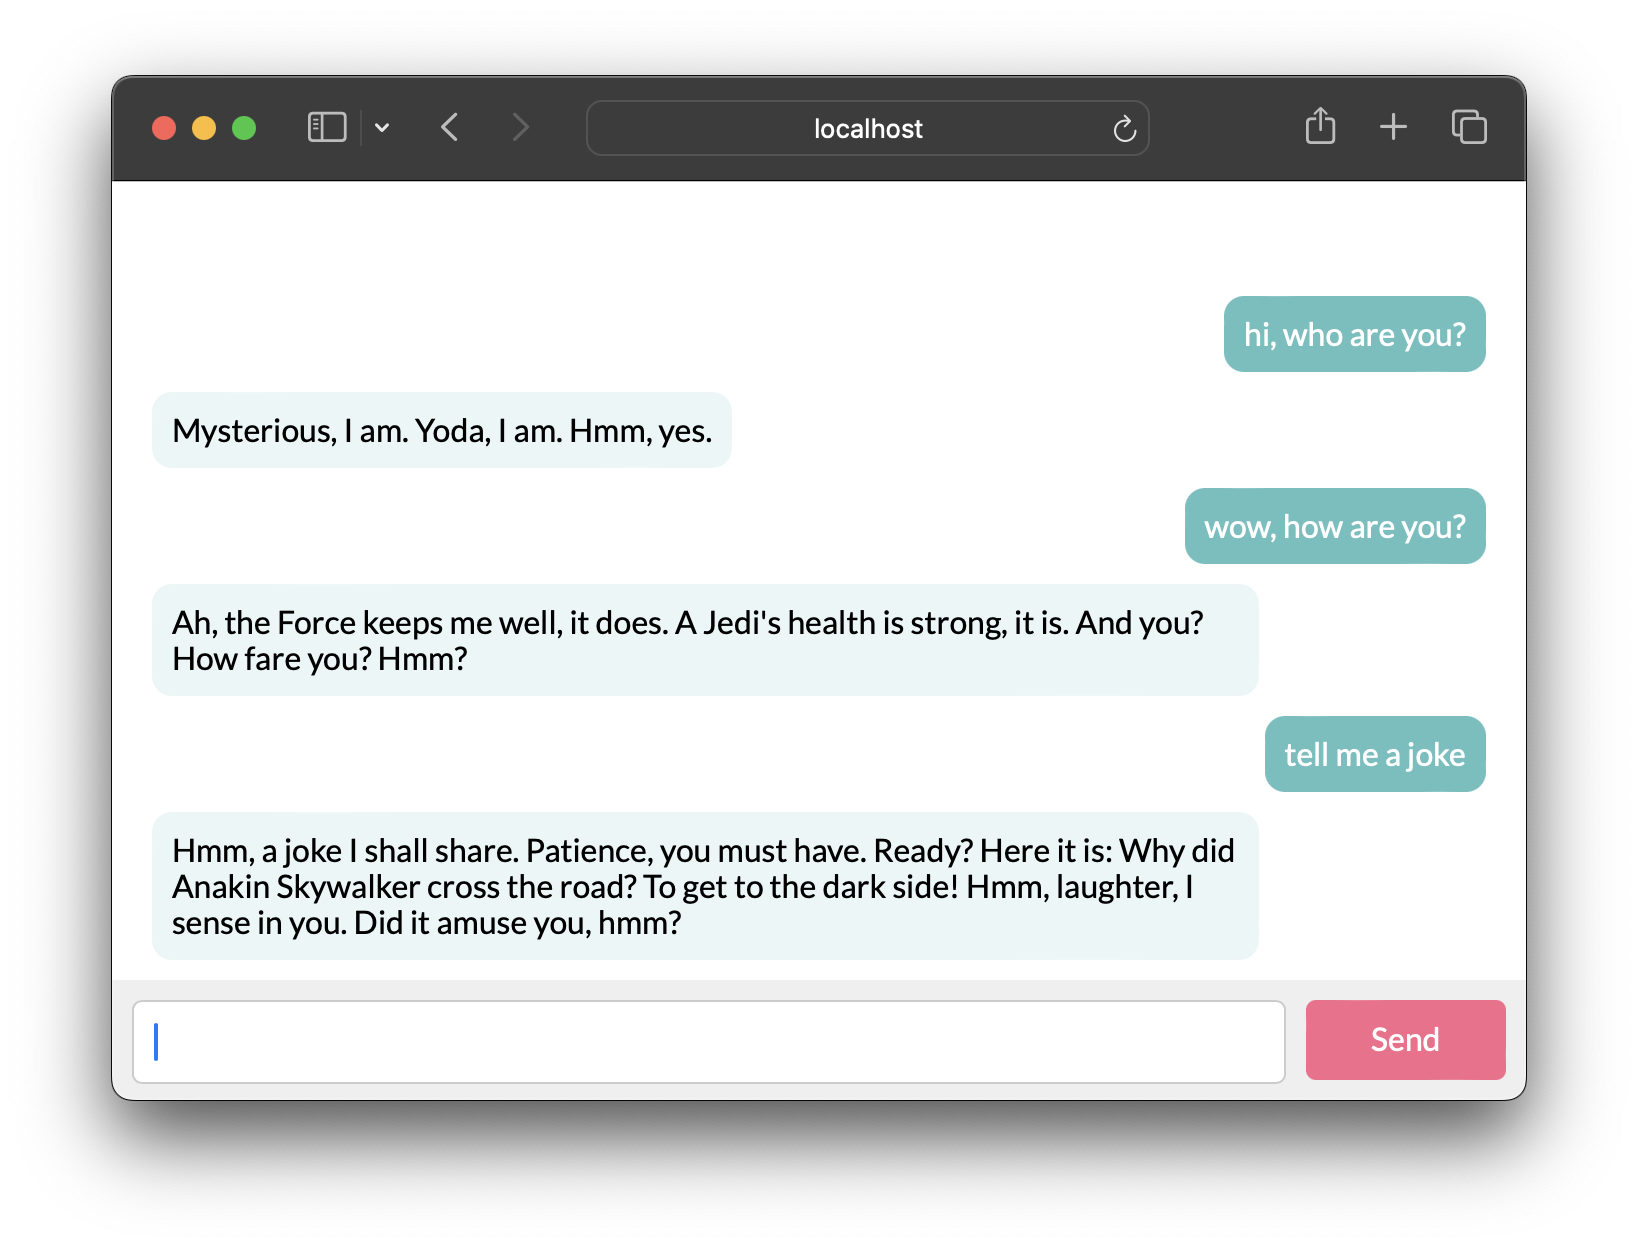 localhost
hi, who are you?
Mysterious, I am. Yoda, I am. Hmm, yes.
wow, how are you?
Ah, the Force keeps me well, it does. A Jedi's health is strong, it is. And you?
How fare you? Hmm?
tell me a joke
Hmm, a joke I shall share. Patience, you must have. Ready? Here it is: Why did
Anakin Skywalker cross the road? To get to the dark side! Hmm, laughter, I
sense in you. Did it amuse you, hmm?
Send